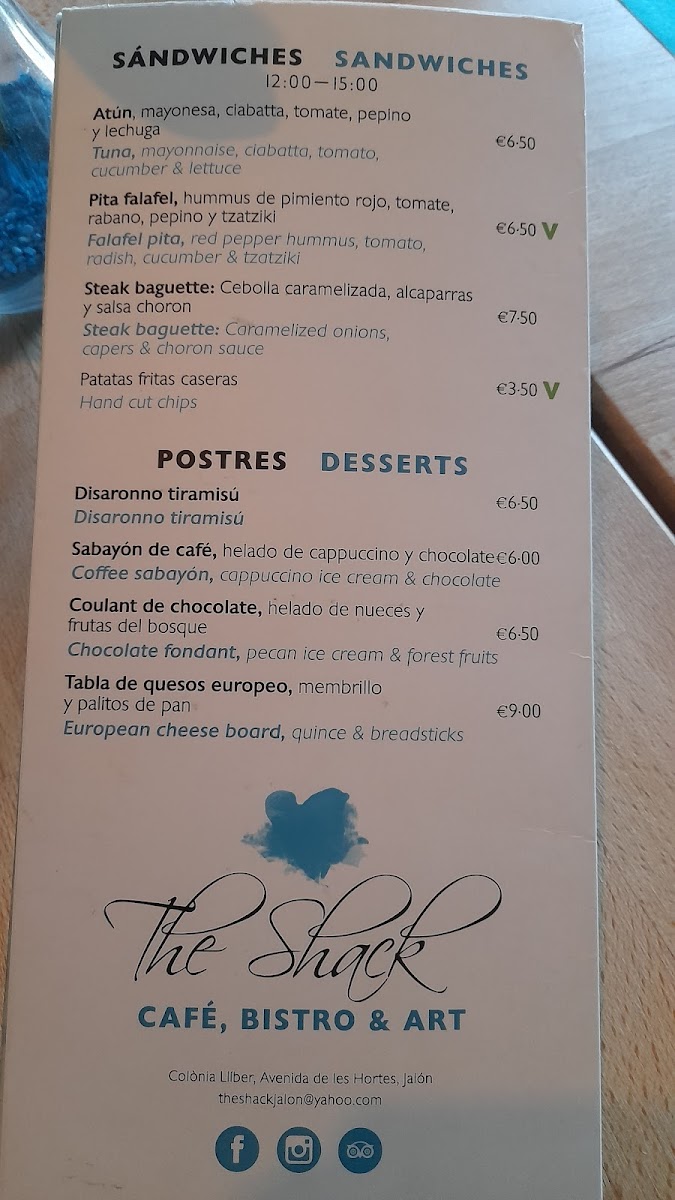 SÁNDWICHES SANDWICHES
12:00—15:00
Atún, mayonesa, ciabatta, tomate, pepino
y lechuga
€6·50
Tuna, mayonnaise, ciabatta, tomato,
cucumber & lettuce
Pita falafel, hummus de pimiento rojo, tomate,
rabano, pepino y tzatziki
€6·50 V
Falafel pita, red pepper hummus, tomato,
radish, cucumber & tzatziki
Steak baguette: Cebolla caramelizada, alcaparras
y salsa choron
€7·50
Steak baguette: Caramelized onions,
capers & choron sauce
Patatas fritas caseras
€3·50 V
Hand cut chips
POSTRES DESSERTS
Disaronno tiramisú
€6·50
Disaronno tiramisú
Sabayón de café, helado de cappuccino y chocolate €6·00
Coffee sabayón, cappuccino ice cream & chocolate
Coulant de chocolate, helado de nueces y
frutas del bosque
€6·50
Chocolate fondant, pecan ice cream & forest fruits
Tabla de quesos europeo, membrillo
y palitos de pan
€9·00
European cheese board, quince & breadsticks
The Shack
CAFÉ, BISTRO & ART
Colònia Llíber, Avenida de les Hortes, Jalón
theshackjalon@yahoo.com
f